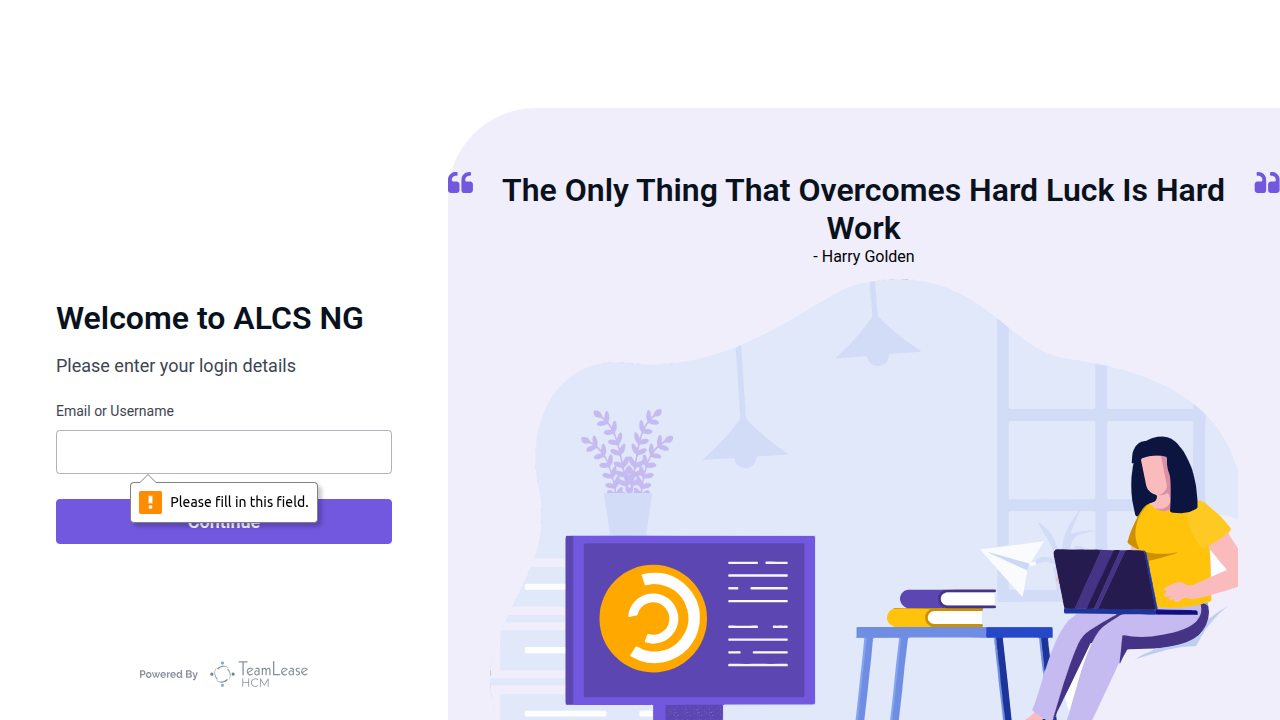 The Only Thing That Overcomes Hard Luck Is Hard
Work
- Harry Golden
Welcome to ALCS NG
Please enter your login details
Email or Username
Please fill in this field.
Continue
Powered By
TeamLease
HCM